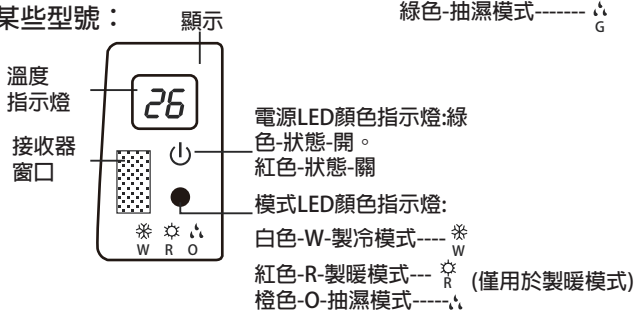 某些型號：
顯示
綠色-抽濕模式-------
G
溫度
指示燈
26
接收器
窗口
電源LED顏色指示燈:綠
色-狀態-開。
紅色-狀態-關
模式LED顏色指示燈:
W R O
白色-W-製冷模式----
W
紅色-R-製暖模式--- R (僅用於製暖模式)
橙色-O-抽濕模式-----